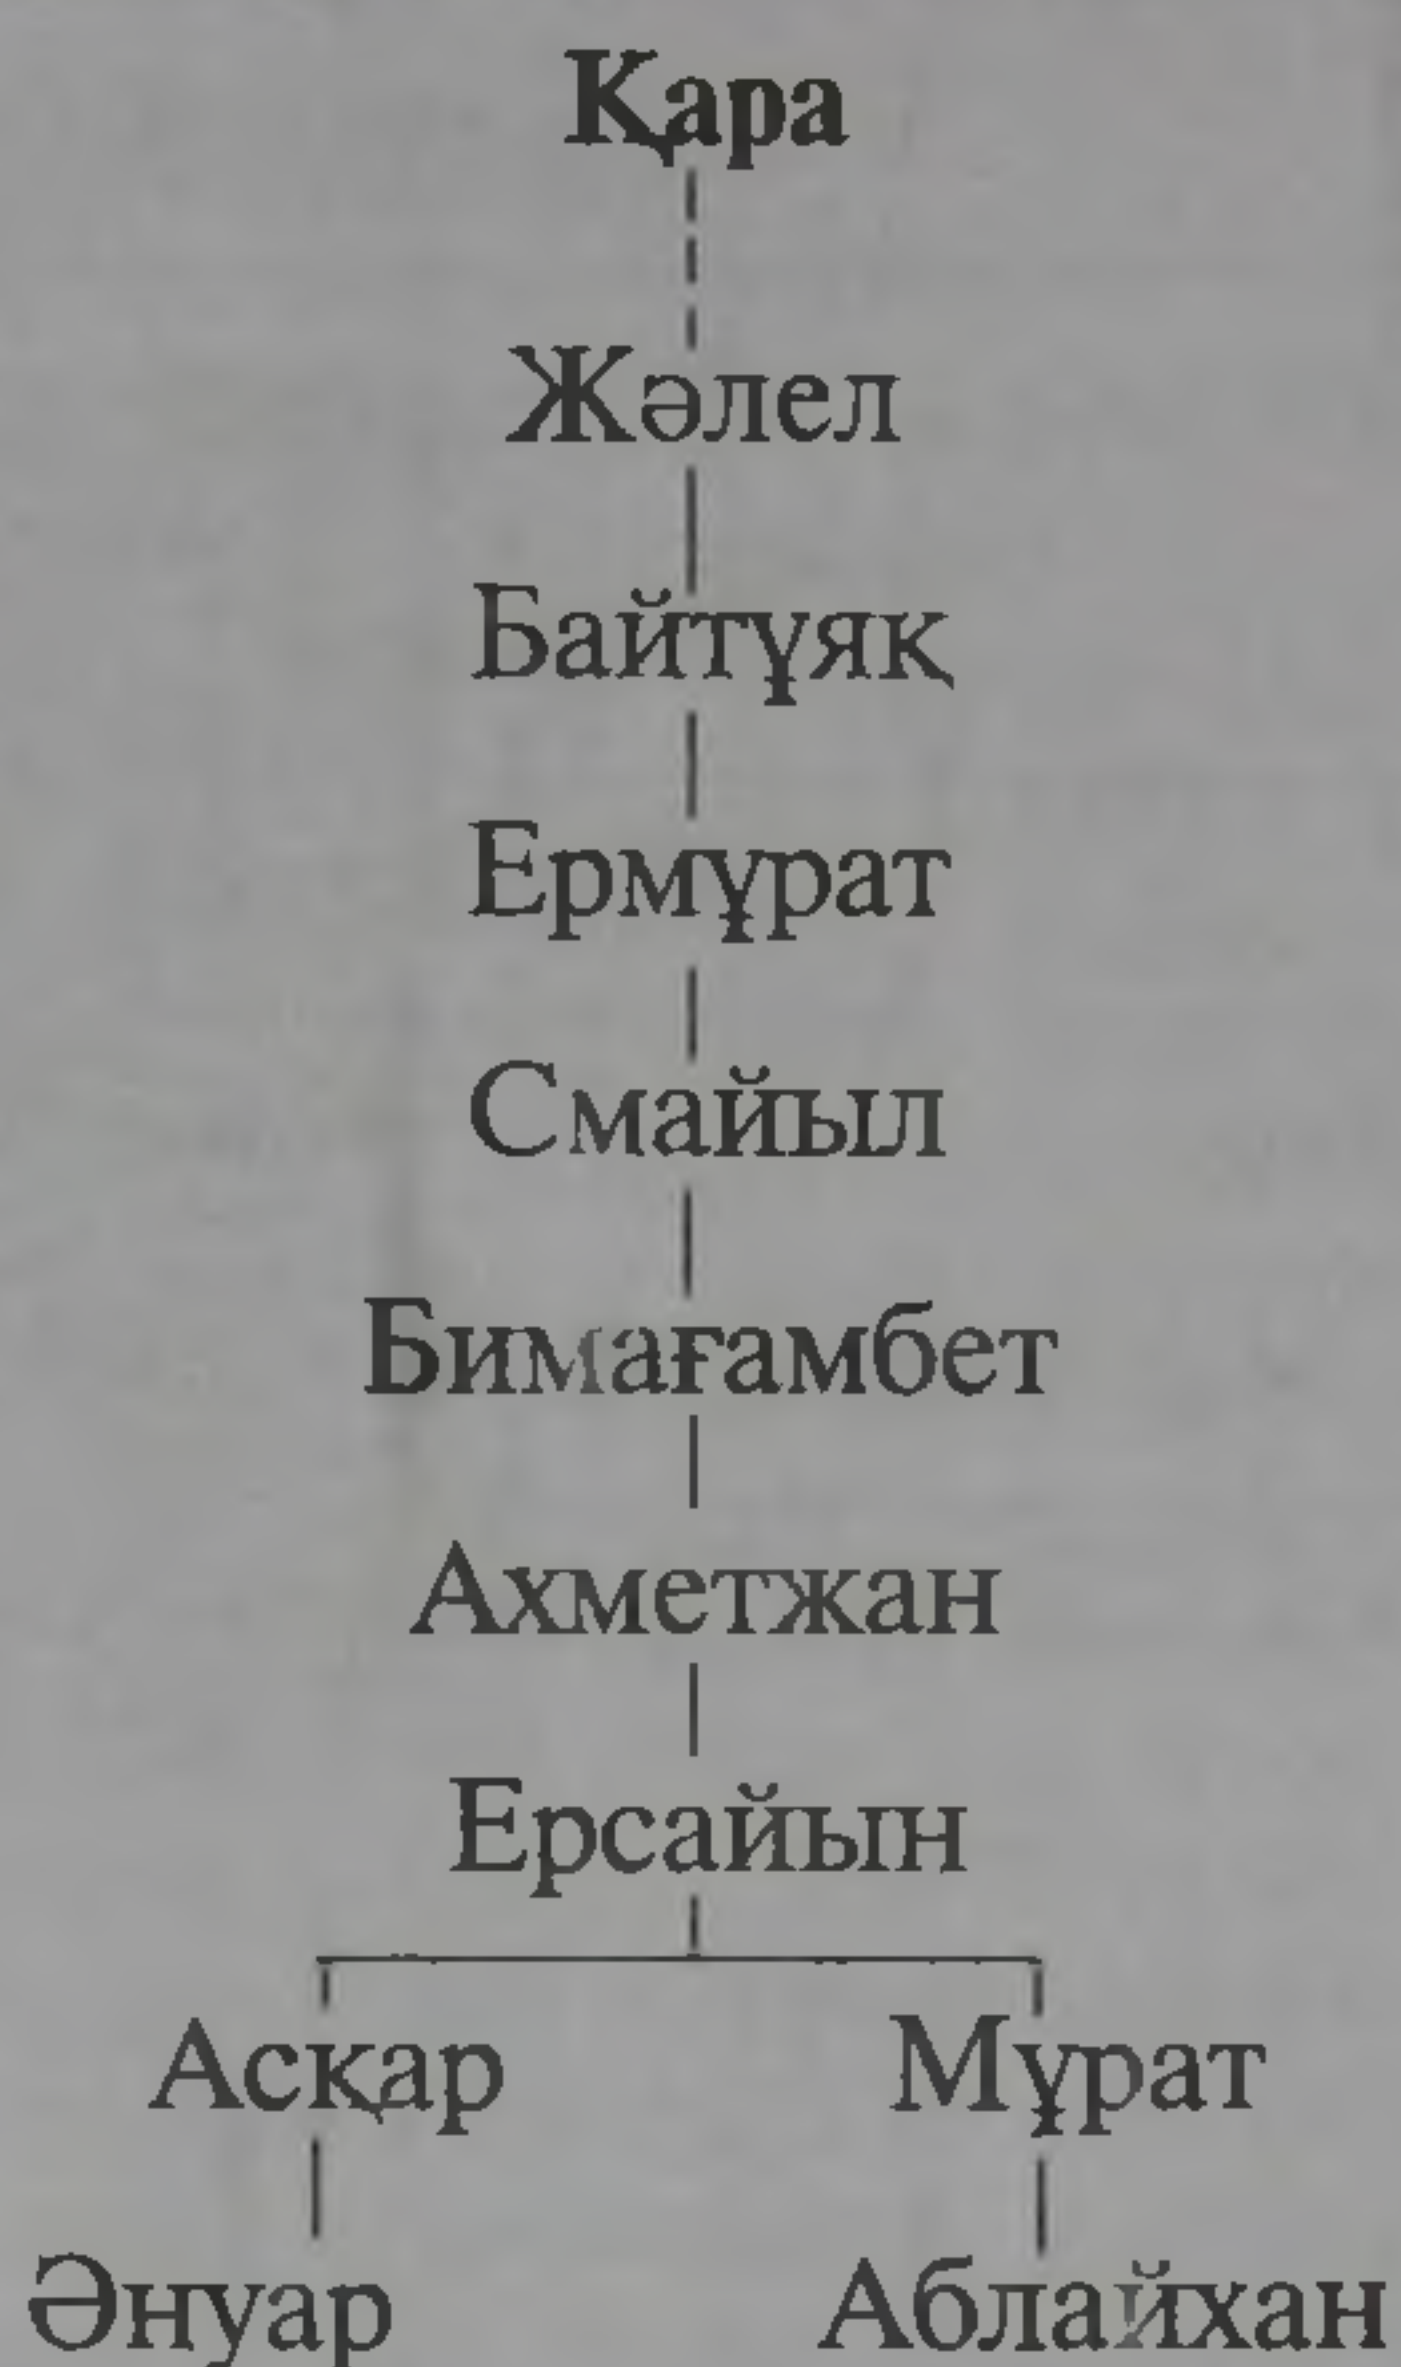 Қара
Жәлел
Байтұяқ
Ермұрат
Смайыл
Бимағамбет
Ахметжан
Ерсайын
Асқар Мұрат
Әнуар Аблайхан